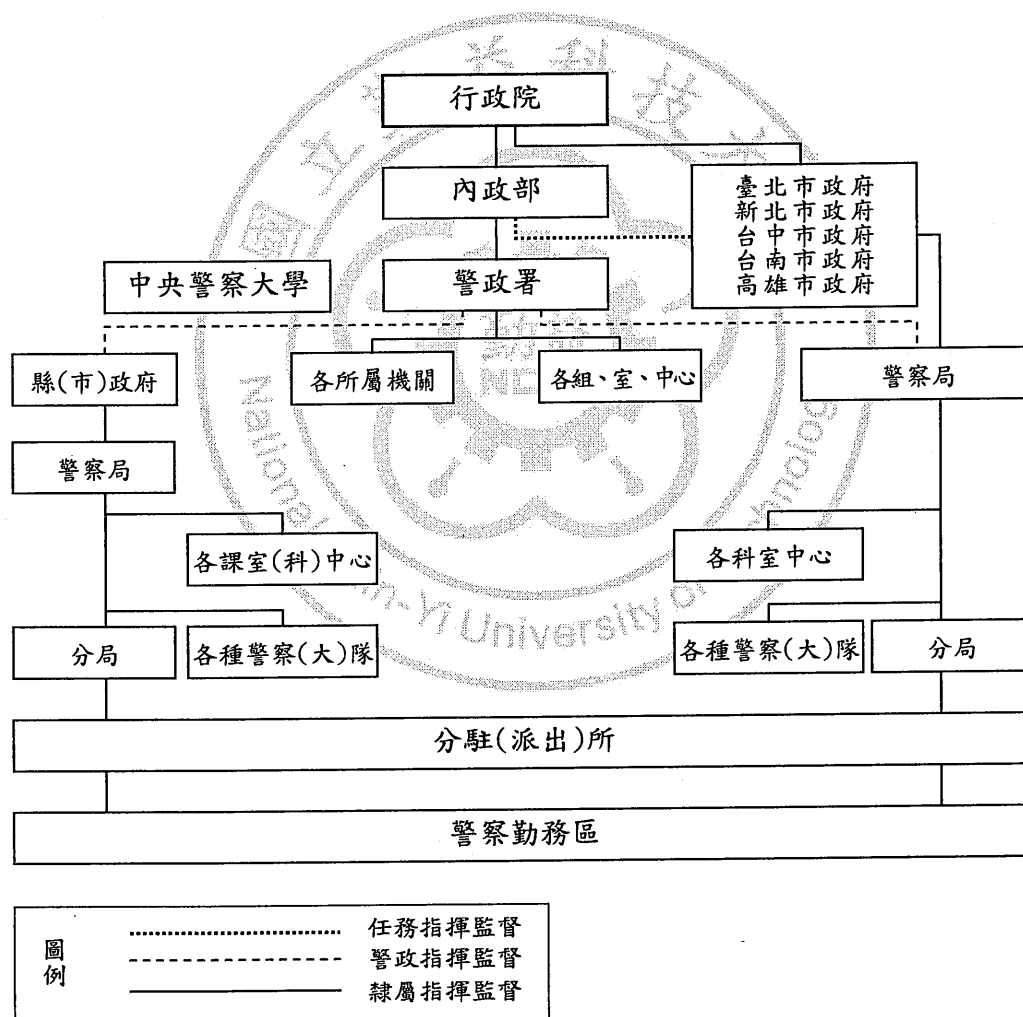 行政院
內政部
臺北市政府
新北市政府
台中市政府
台南市政府
高雄市政府
中央警察大學
警政署
縣(市)政府
各所屬機關
各組、室、中心
警察局
警察局
各課室(科)中心
各科室中心
分局
各種警察(大)隊
各種警察(大)隊
分局
分駐(派出)所
警察勤務區
圖例
任務指揮監督
警政指揮監督
隸屬指揮監督